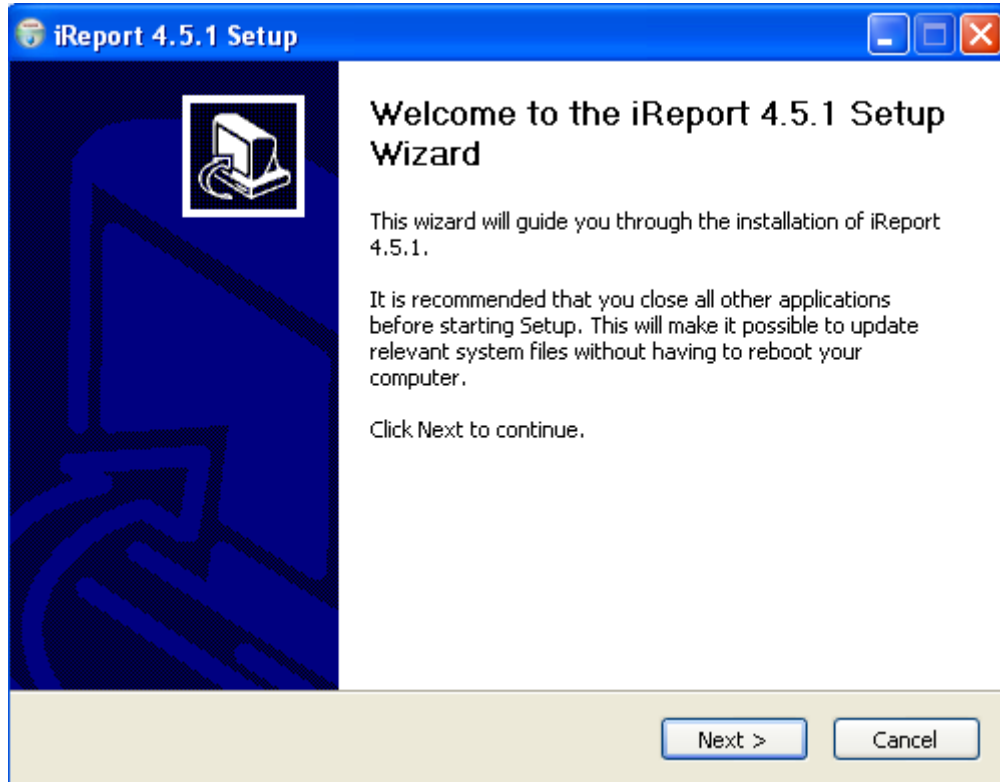 iReport 4.5.1 Setup
Welcome to the iReport 4.5.1 Setup
Wizard
This wizard will guide you through the installation of iReport
4.5.1.
It is recommended that you close all other applications
before starting Setup. This will make it possible to update
relevant system files without having to reboot your
computer.
Click Next to continue.
Next >
Cancel